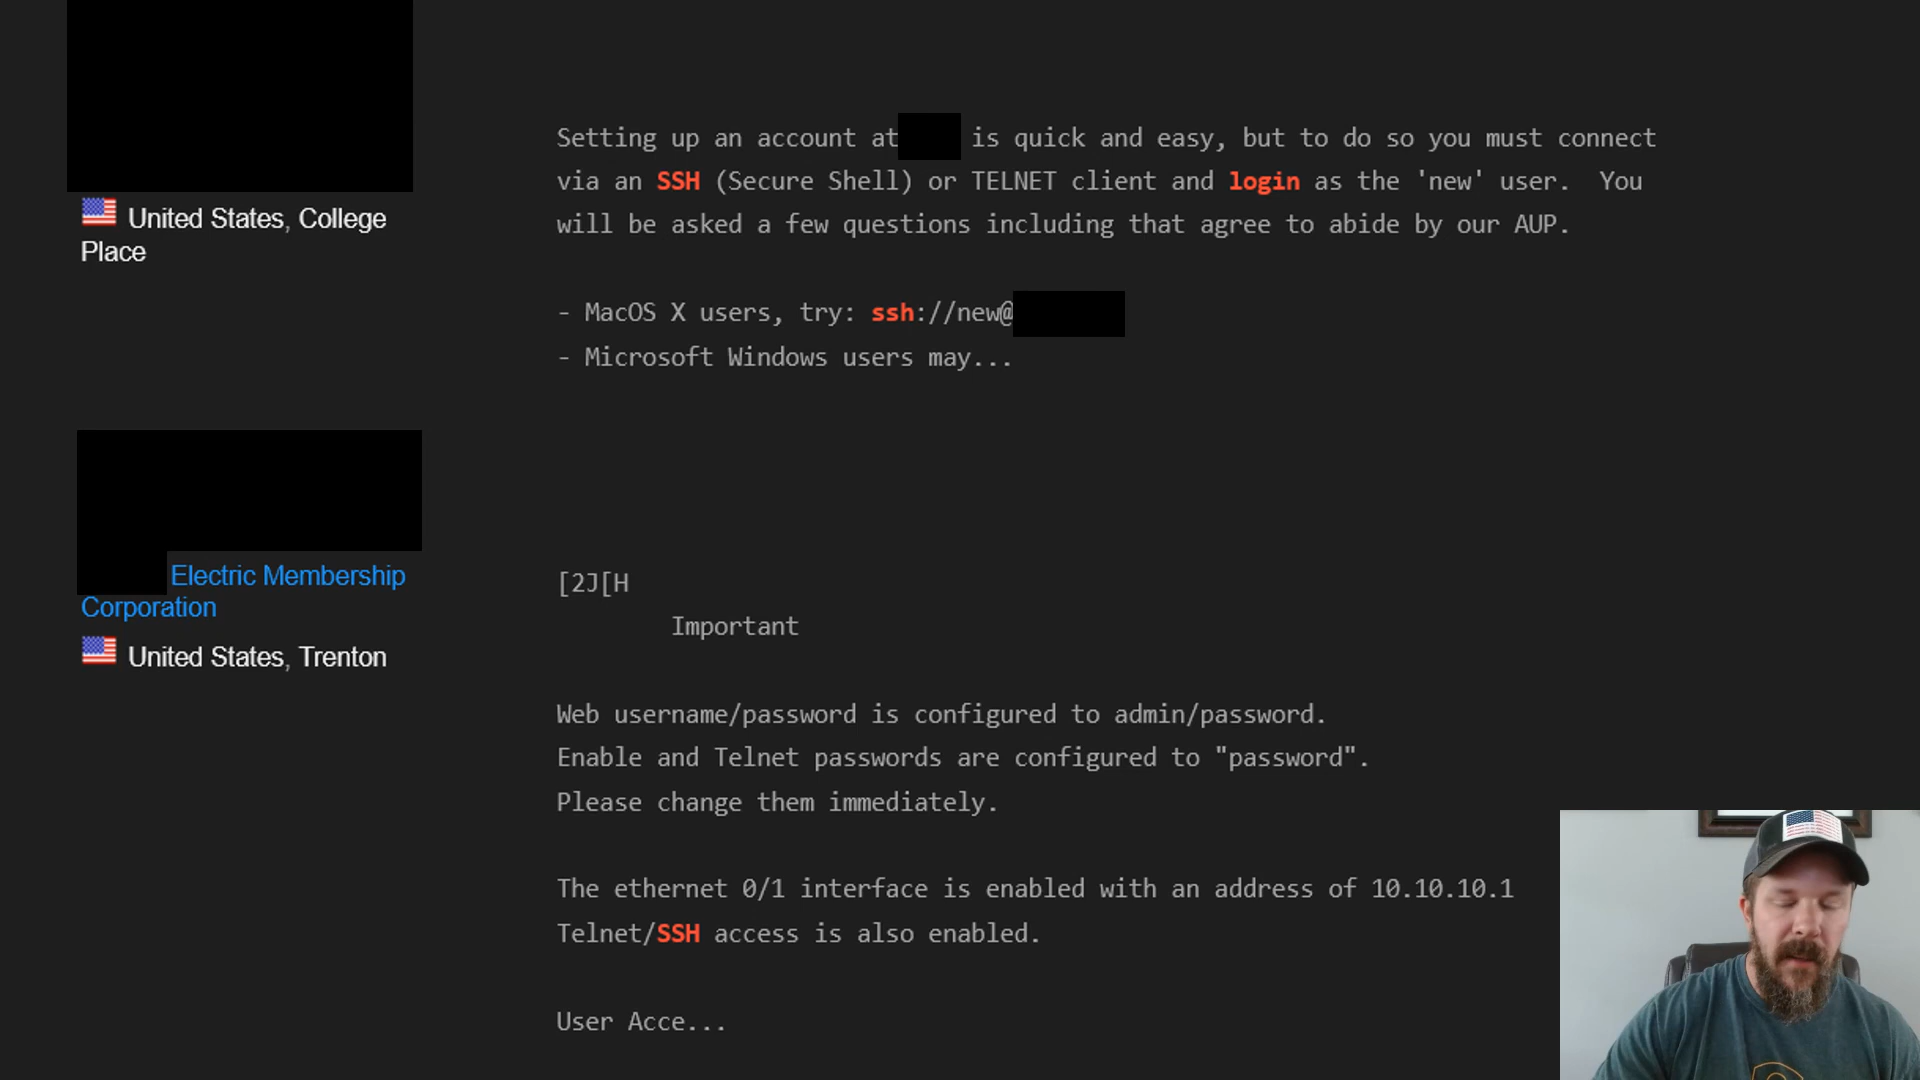 United States, College
Place
Setting up an account at is quick and easy, but to do so you must connect
via an SSH (Secure Shell) or TELNET client and login as the 'new' user. You
will be asked a few questions including that agree to abide by our AUP.
- MacOS X users, try: ssh://new@
- Microsoft Windows users may...
Electric Membership
Corporation
United States, Trenton
[2J[H
Important
Web username/password is configured to admin/password.
Enable and Telnet passwords are configured to "password".
Please change them immediately.
The ethernet 0/1 interface is enabled with an address of 10.10.10.1
Telnet/SSH access is also enabled.
User Acce...